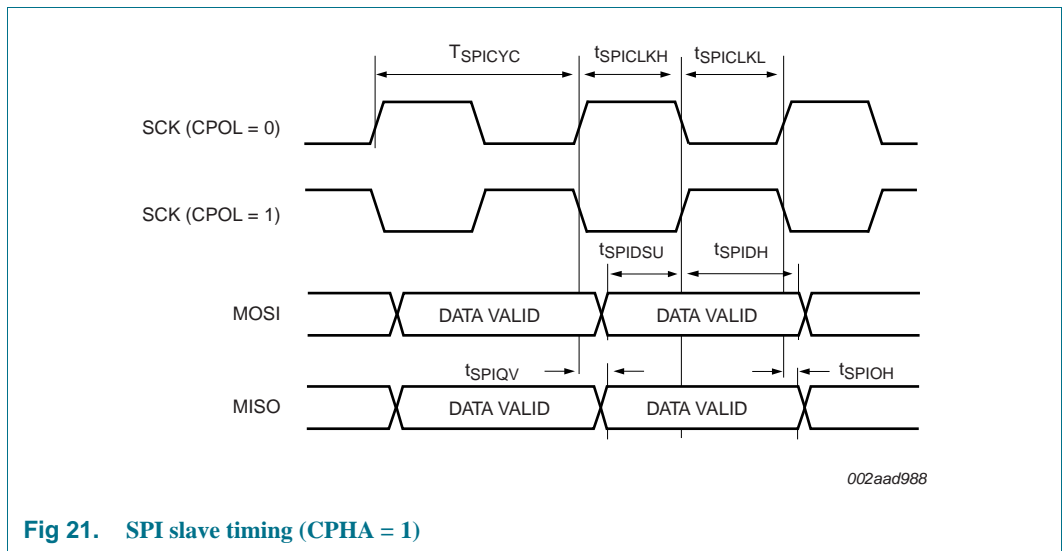 TSPICYC tSPICLKH tSPICLKL
SCK (CPOL = 0)
SCK (CPOL = 1)
tSPIDSU tSPIDH
MOSI DATA VALID DATA VALID
tSPIQV tSPIOH
MISO DATA VALID DATA VALID
002aad988
Fig 21. SPI slave timing (CPHA = 1)